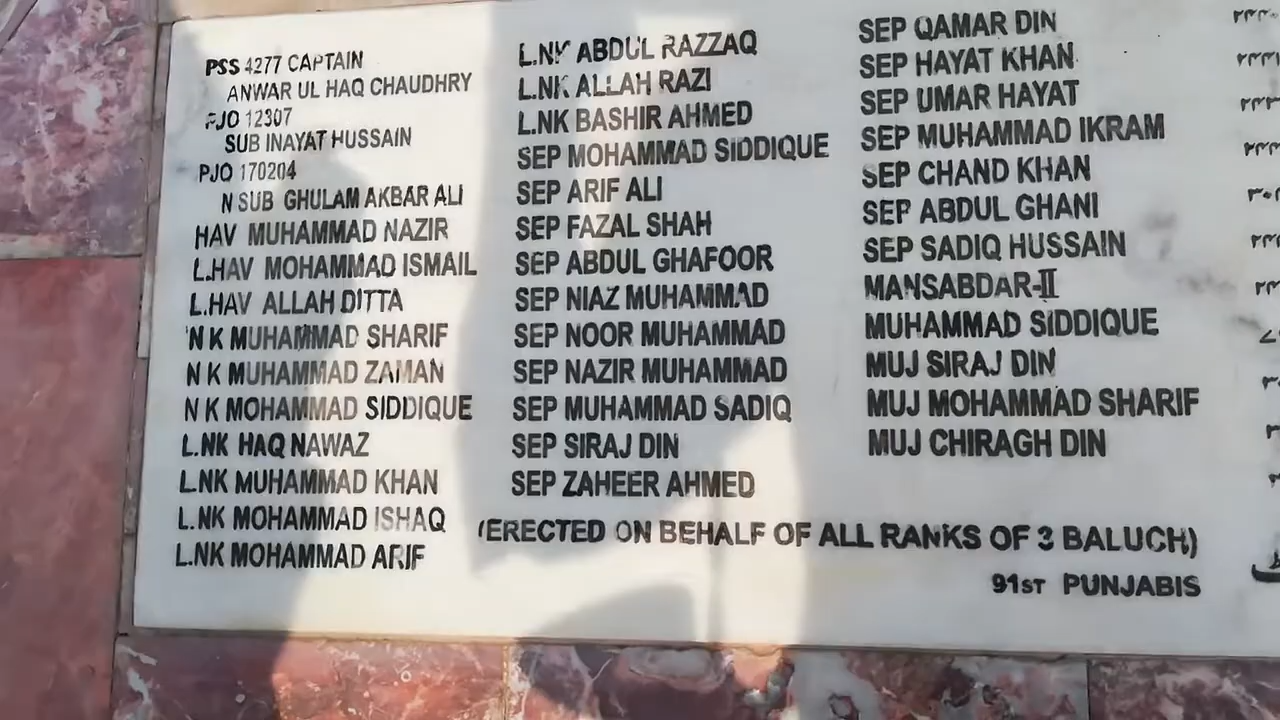 PSS 4277 CAPTAIN
ANWAR UL HAQ CHAUDHRY
PJO 12307
SUB INAYAT HUSSAIN
PJO 170204
N SUB GHULAM AKBAR ALI
HAV MUHAMMAD NAZIR
L.HAV MOHAMMAD ISMAIL
L.HAV ALLAH DITTA
N K MUHAMMAD SHARIF
N K MUHAMMAD ZAMAN
N K MOHAMMAD SIDDIQUE
L.NK HAQ NAWAZ
L.NK MUHAMMAD KHAN
L.NK MOHAMMAD ISHAQ
L.NK MOHAMMAD ARIF
L.NK ABDUL RAZZAQ
L.NK ALLAH RAZI
L.NK BASHIR AHMED
SEP MOHAMMAD SIDDIQUE
SEP ARIF ALI
SEP FAZAL SHAH
SEP ABDUL GHAFOOR
SEP NIAZ MUHAMMAD
SEP NOOR MUHAMMAD
SEP NAZIR MUHAMMAD
SEP MUHAMMAD SADIQ
SEP SIRAJ DIN
SEP ZAHEER AHMED
SEP QAMAR DIN
SEP HAYAT KHAN
SEP UMAR HAYAT
SEP MUHAMMAD IKRAM
SEP CHAND KHAN
SEP ABDUL GHANI
SEP SADIQ HUSSAIN
MANSABDAR-II
MUHAMMAD SIDDIQUE
MUJ SIRAJ DIN
MUJ MOHAMMAD SHARIF
MUJ CHIRAGH DIN
(ERECTED ON BEHALF OF ALL RANKS OF 3 BALUCH)
91ST PUNJABIS